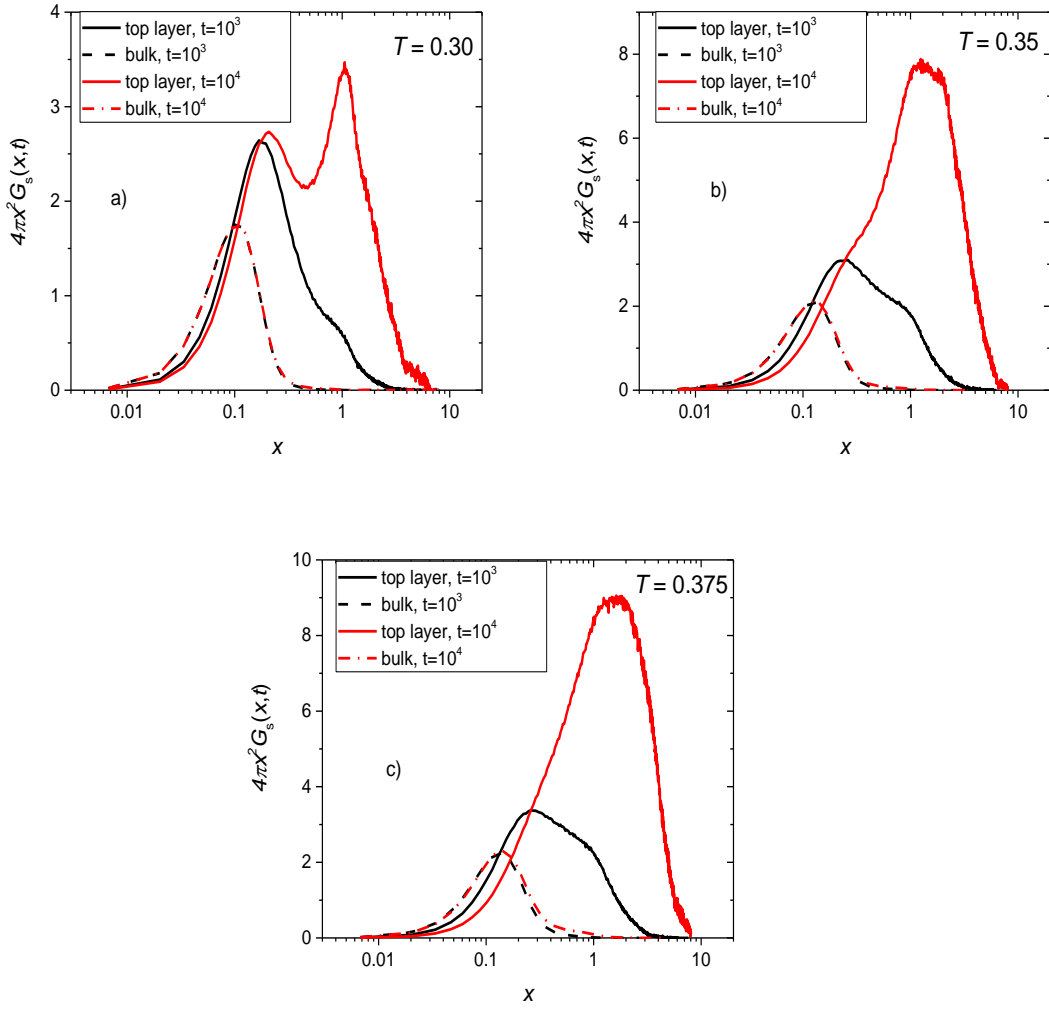 4
3
2
1
0
4πx²Gₛ(x,t)
top layer, t=10³
bulk, t=10³
top layer, t=10⁴
bulk, t=10⁴
T = 0.30
a)
0.01 0.1 1 10
x
8
6
4
2
0
4πx²Gₛ(x,t)
top layer, t=10³
bulk, t=10³
top layer, t=10⁴
bulk, t=10⁴
T = 0.35
b)
0.01 0.1 1 10
x
10
8
6
4
2
0
4πx²Gₛ(x,t)
top layer, t=10³
bulk, t=10³
top layer, t=10⁴
bulk, t=10⁴
T = 0.375
c)
0.01 0.1 1 10
x